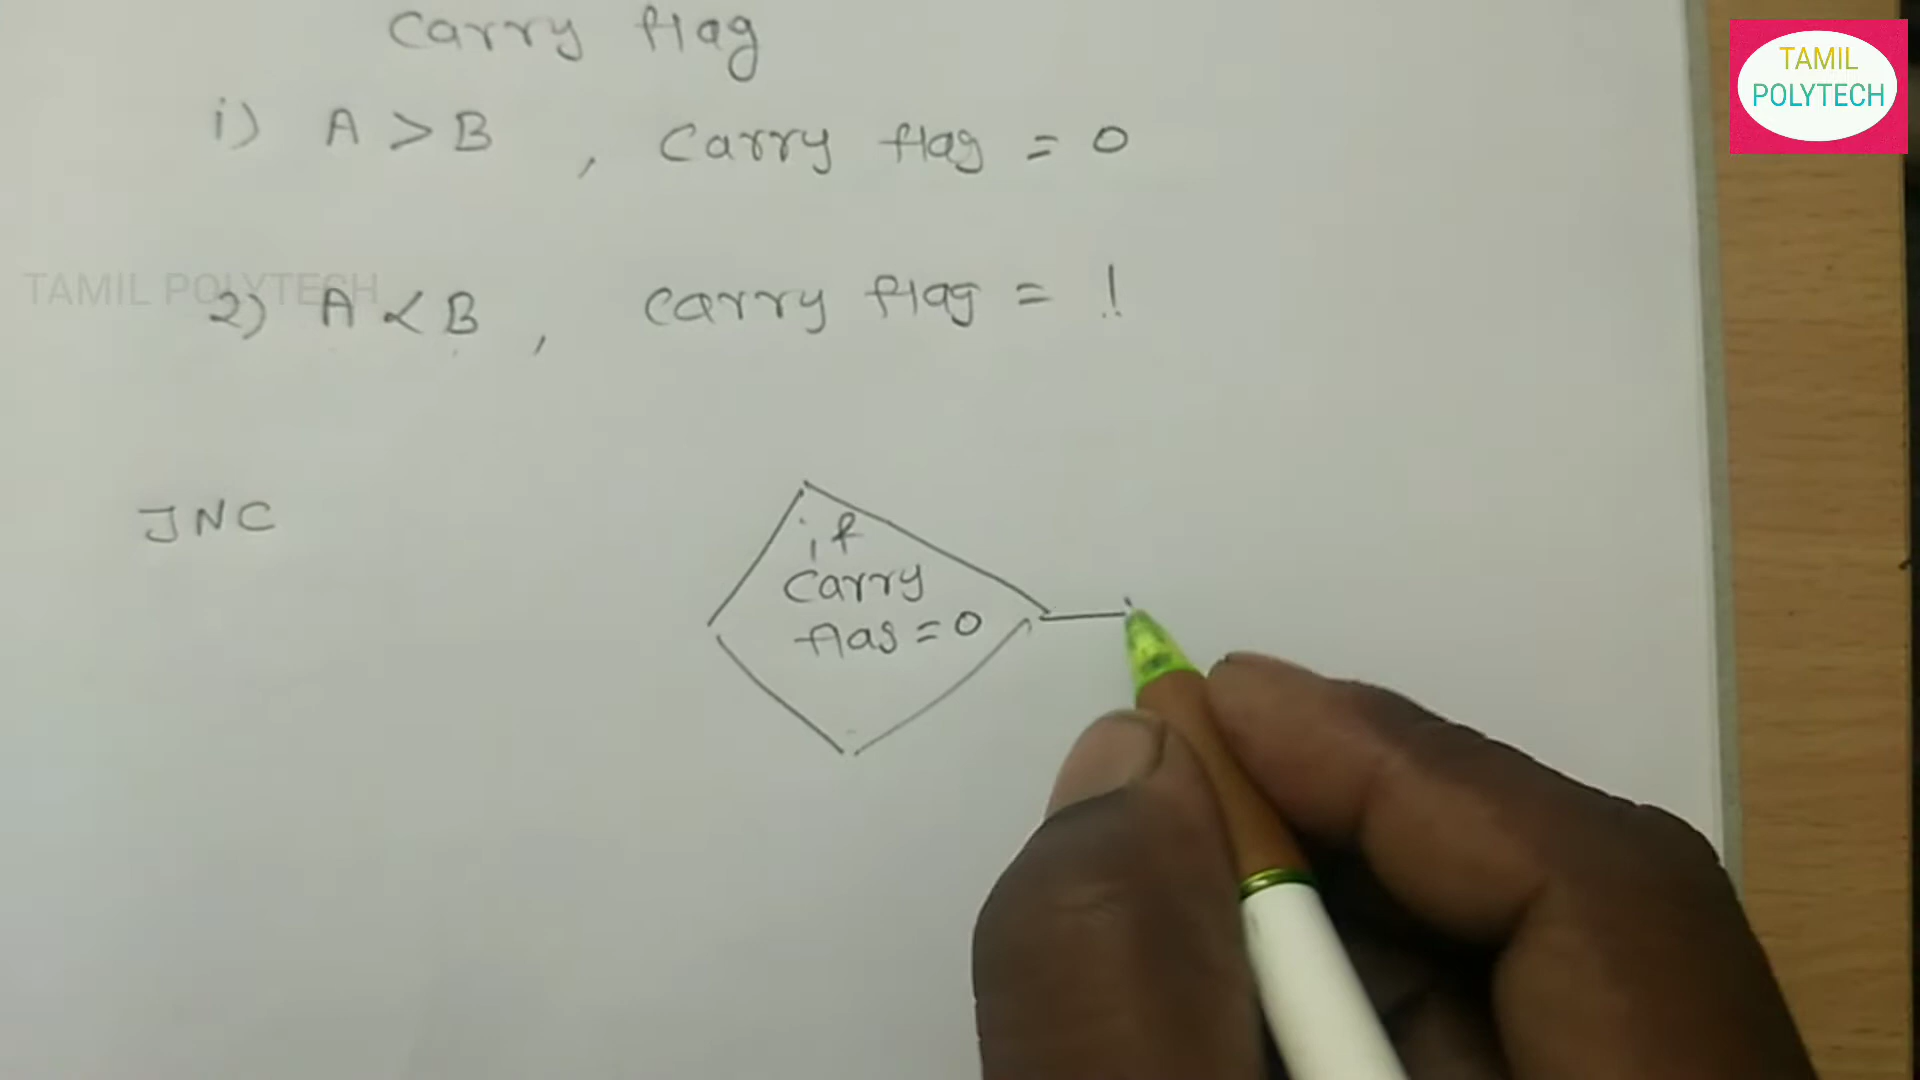 Carry flag
TAMIL
POLYTECH
i) A > B , Carry flag = 0
TAMIL POLYTECH
2) A < B , Carry flag = 1
JNC
if
Carry
flag = 0